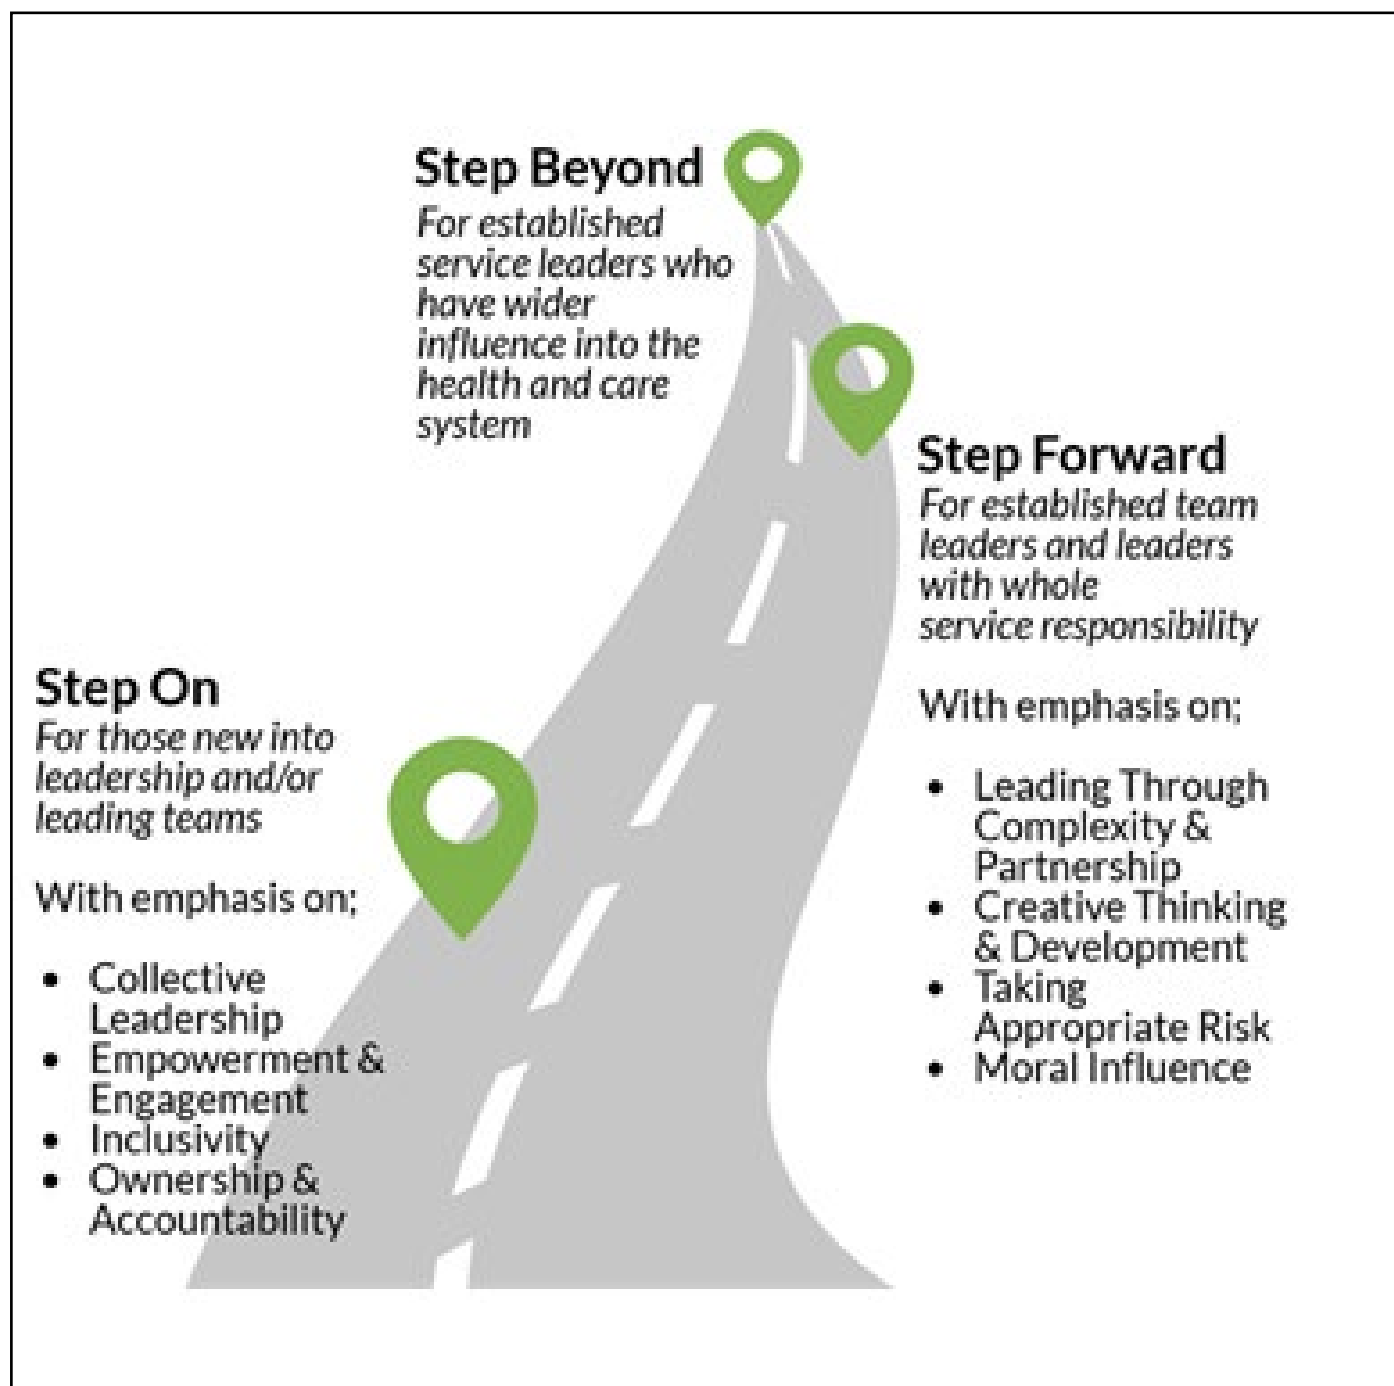 Step Beyond
For established
service leaders who
have wider
influence into the
health and care
system
Step Forward
For established team
leaders and leaders
with whole
service responsibility
With emphasis on;
• Leading Through
Complexity &
Partnership
• Creative Thinking
& Development
• Taking
Appropriate Risk
• Moral Influence
Step On
For those new into
leadership and/or
leading teams
With emphasis on;
• Collective
Leadership
• Empowerment &
Engagement
• Inclusivity
• Ownership &
Accountability